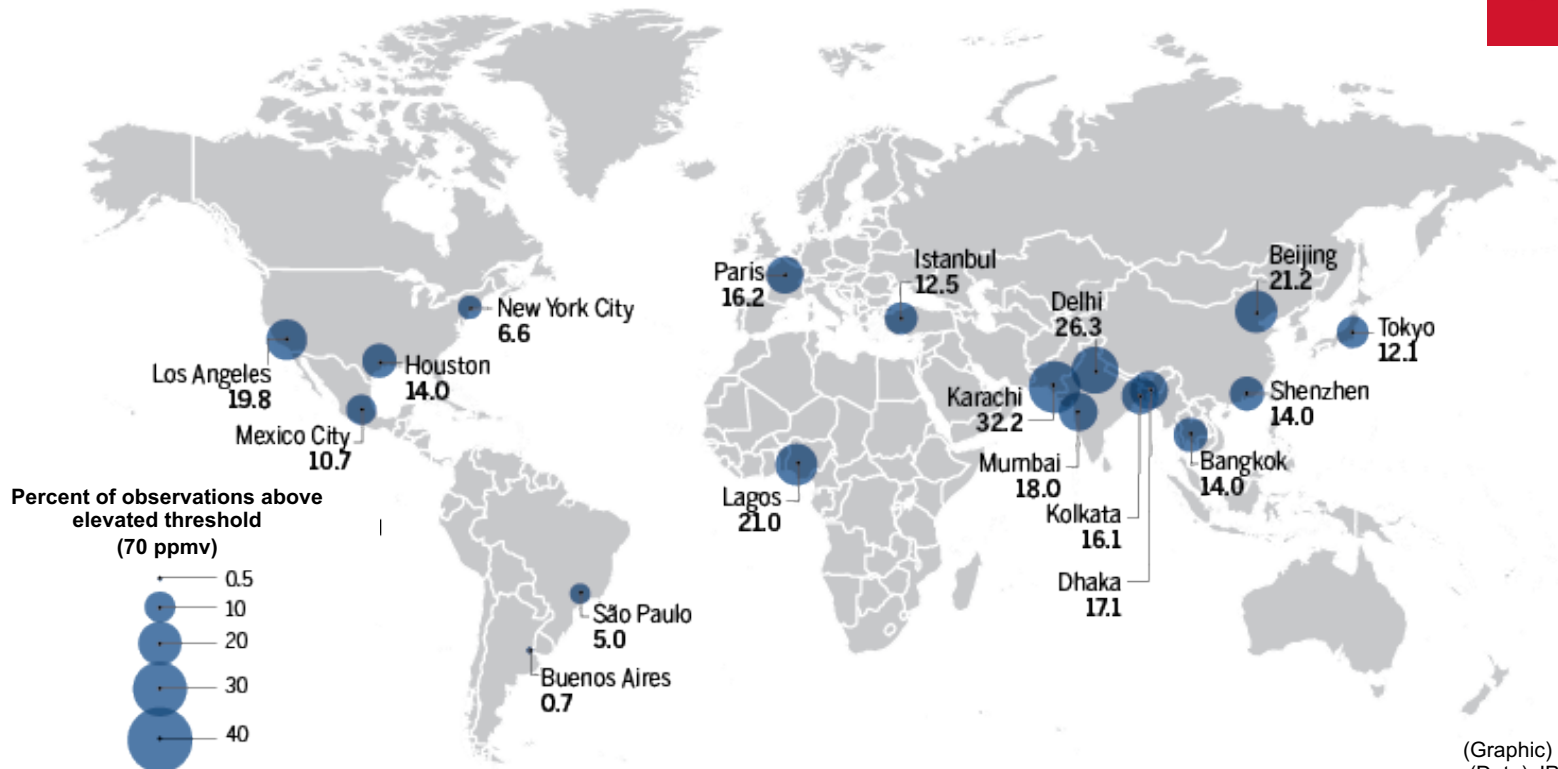 New York City
6.6
Los Angeles
19.8
Houston
14.0
Mexico City
10.7
Paris
16.2
Istanbul
12.5
Delhi
26.3
Beijing
21.2
Tokyo
12.1
Karachi
32.2
Shenzhen
14.0
Mumbai
18.0
Bangkok
14.0
Lagos
21.0
Kolkata
16.1
Dhaka
17.1
São Paulo
5.0
Buenos Aires
0.7
Percent of observations above
elevated threshold
(70 ppmv)
0.5
10
20
30
40
(Graphic)